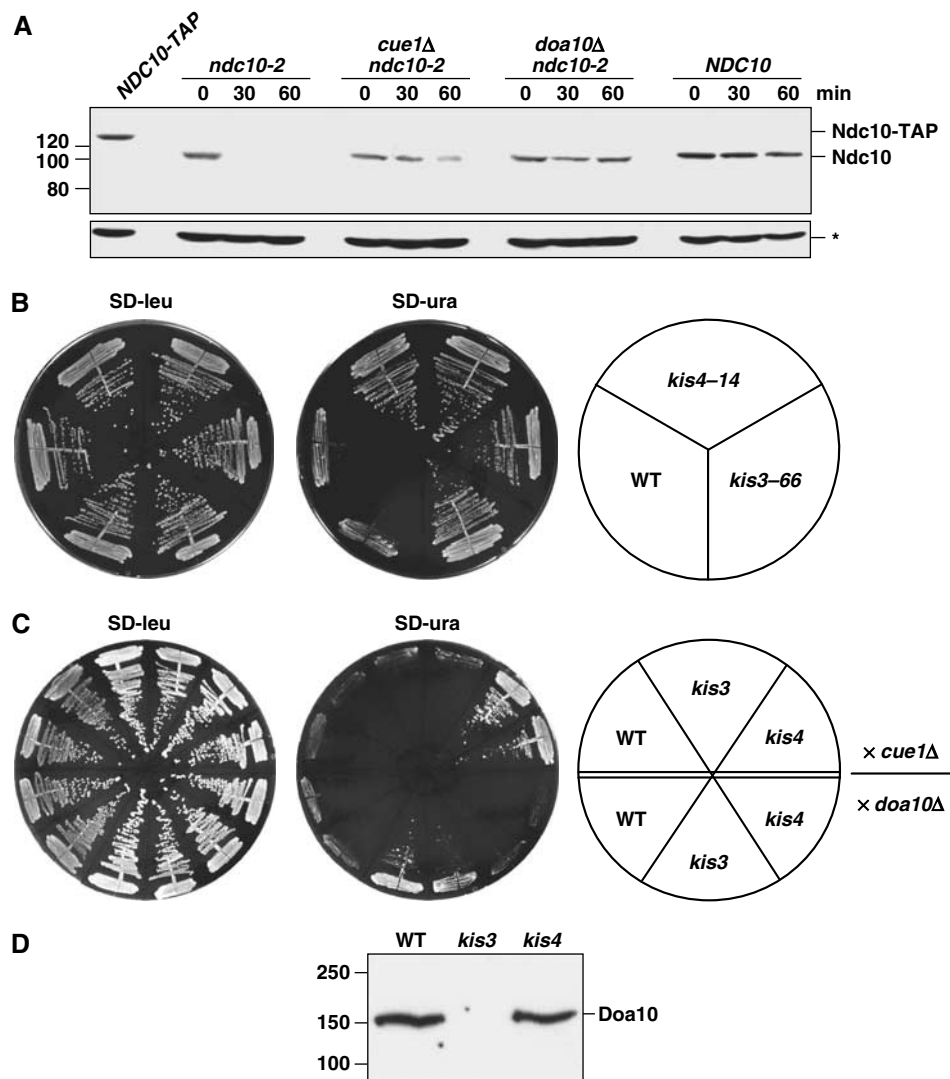 A
NDC10-TAP
ndc10-2
cue1Δ
ndc10-2
doa10Δ
ndc10-2
NDC10
0 30 60 0 30 60 0 30 60 0 30 60 min
120
100
80
Ndc10-TAP
Ndc10
*
B
SD-leu SD-ura
kis4–14
WT
kis3–66
C
SD-leu SD-ura
kis3
WT
kis4
× cue1Δ
× doa10Δ
WT
kis4
kis3
D
WT kis3 kis4
250
150
100
Doa10